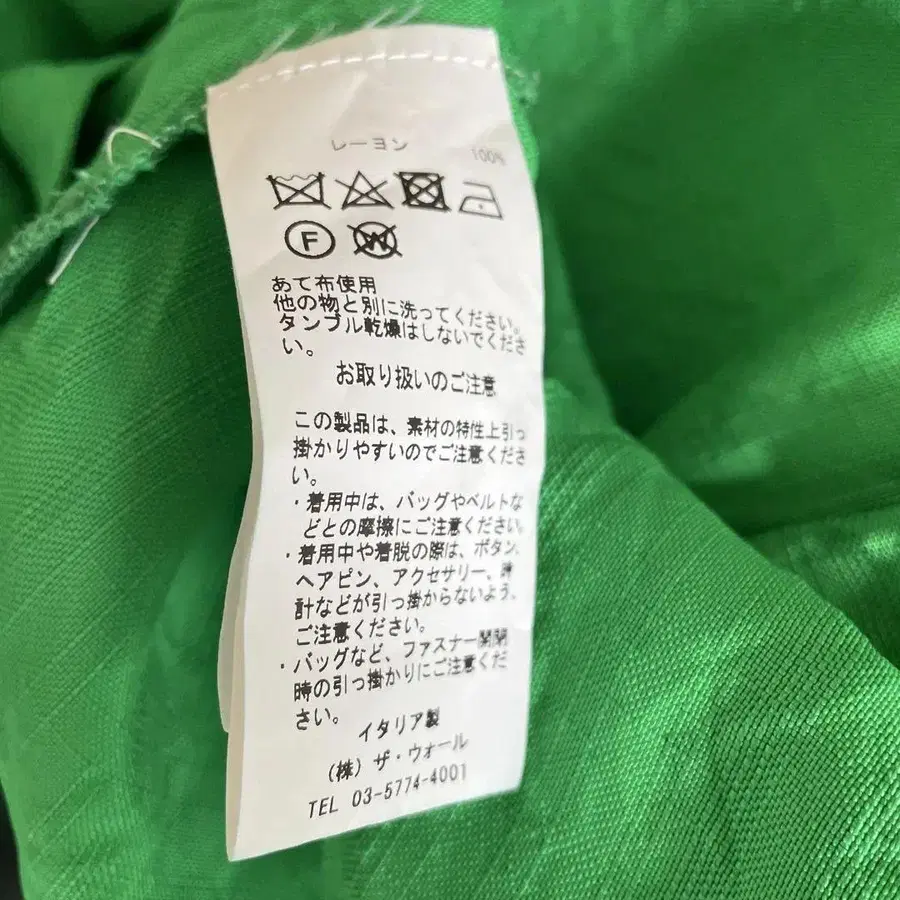 レーヨン 100%
F W
あて布使用
他の物と別に洗ってください。
タンブル乾燥はしないでくださ
い。
お取り扱いのご注意
この製品は、素材の特性上引っ
掛かりやすいのでご注意くださ
い。
・着用中は、バッグやベルトな
どとの摩擦にご注意ください。
・着用中や着脱の際は、ボタン、
ヘアピン、アクセサリー、時
計などが引っ掛からないよう、
ご注意ください。
・バッグなど、ファスナー開閉
時の引っ掛かりにご注意くだ
さい。
イタリア製
(株) ザ・ウォール
TEL 03-5774-4001